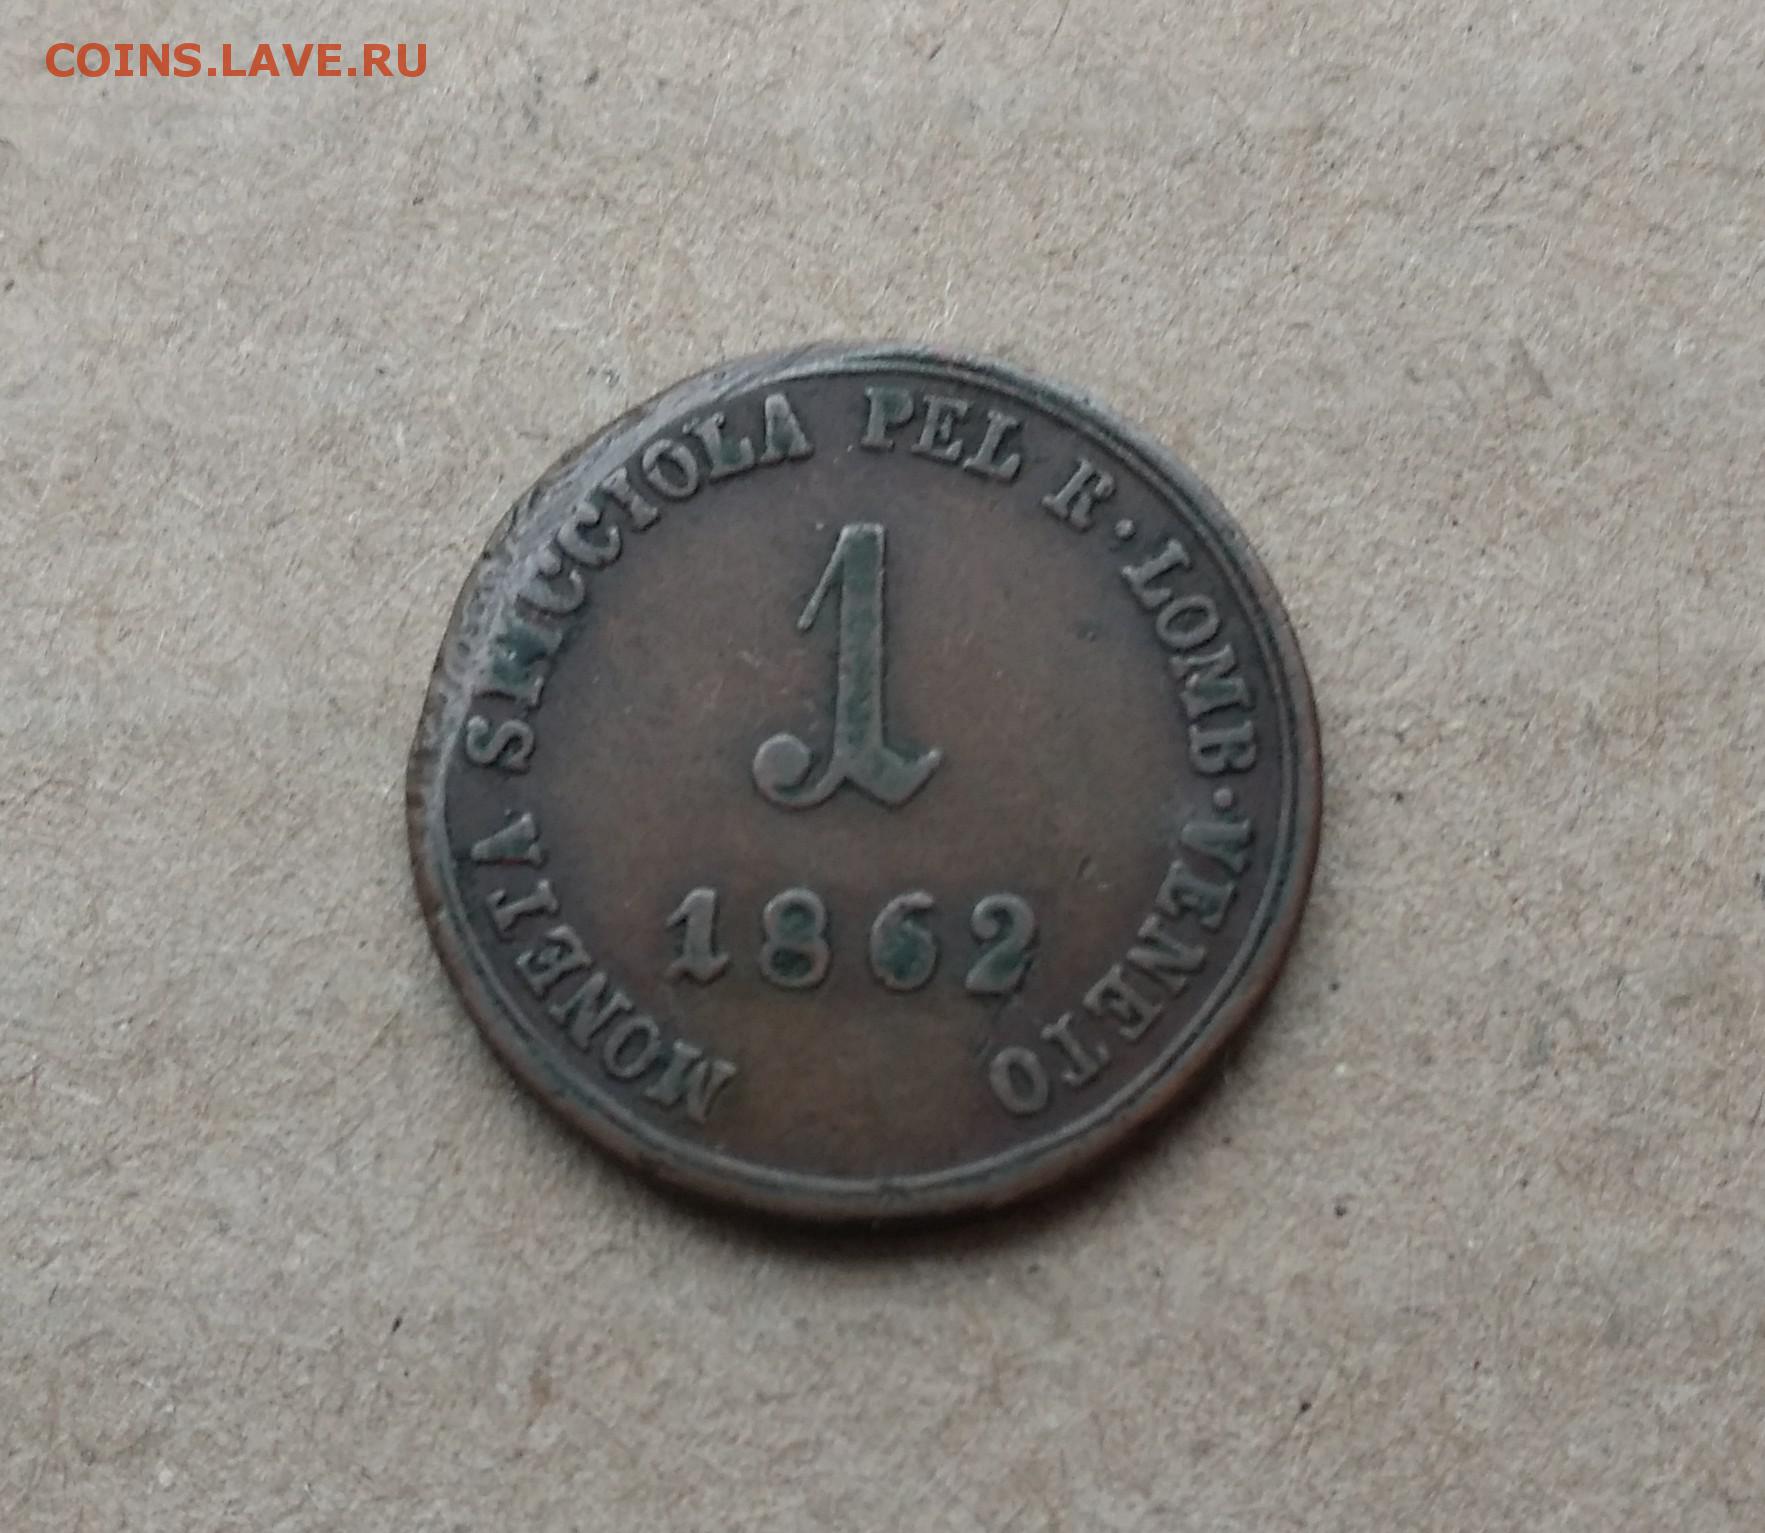 COINS.LAVE.RU
MONETA SPICCIOLA PEL R·LOMB·VENETO
1
1862